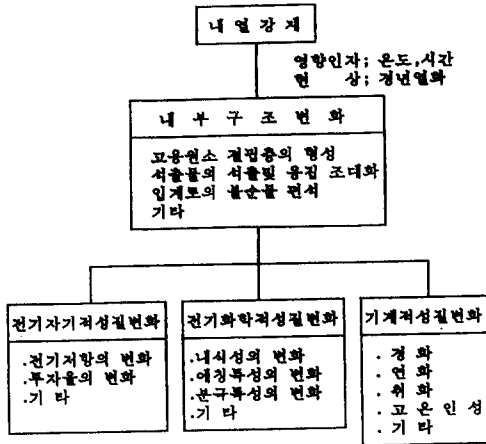 내 열 강 재
영향인자; 온도,시간
현 상; 경년열화
내 부 구 조 변 화
고용원소 결핍층의 형성
석출물의 석출및 응집 조대화
입계로의 불순물 편석
기타
전기자기적성질변화
.전기저항의 변화
.투자율의 변화
.기 타
전기화학적성질변화
.내식성의 변화
.에칭특성의 변화
.분극특성의 변화
.기 타
기계적성질변화
. 경 화
. 연 화
. 취 화
. 고 온 인 성
. 기 타